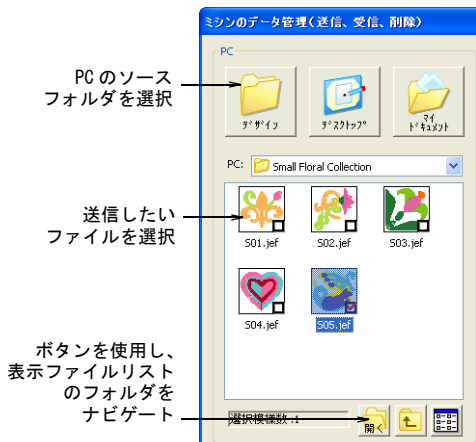 ミシンのデータ管理(送信、受信、削除)
PC
PC のソース
フォルダを選択
ﾃﾞｻﾞｲﾝ
ﾃﾞｽｸﾄｯﾌﾟ
ﾏｲ
ﾄﾞｷｭﾒﾝﾄ
PC:
Small Floral Collection
送信したい
ファイルを選択
S01.jef
S02.jef
S03.jef
S04.jef
S05.jef
ボタンを使用し、
表示ファイルリスト
のフォルダを
ナビゲート
選択模様数 :1
開く